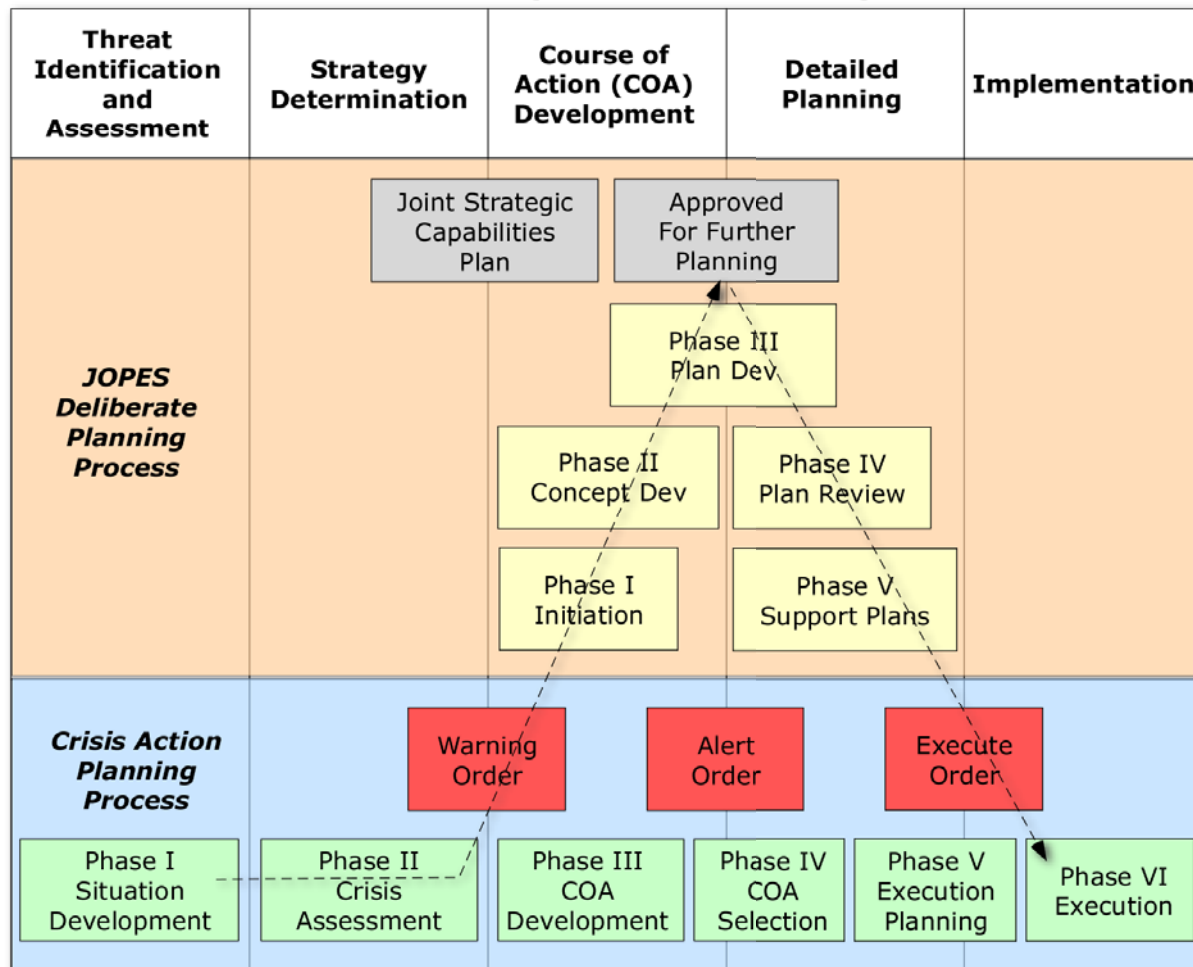 Threat
Identification
and
Assessment
Strategy
Determination
Course of
Action (COA)
Development
Detailed
Planning
Implementation
Joint Strategic
Capabilities
Plan
Approved
For Further
Planning
Phase III
Plan Dev
JOPES
Deliberate
Planning
Process
Phase II
Concept Dev
Phase IV
Plan Review
Phase I
Initiation
Phase V
Support Plans
Crisis Action
Planning
Process
Warning
Order
Alert
Order
Execute
Order
Phase I
Situation
Development
Phase II
Crisis
Assessment
Phase III
COA
Development
Phase IV
COA
Selection
Phase V
Execution
Planning
Phase VI
Execution